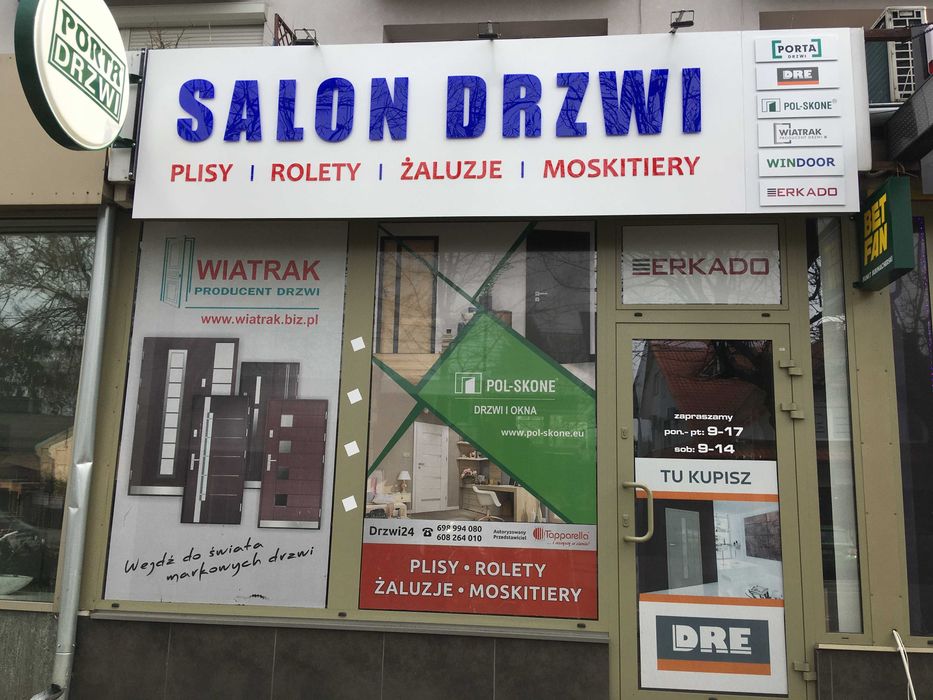 PORTA
DRZWI
SALON DRZWI
PLISY | ROLETY | ŻALUZJE | MOSKITIERY
PORTA
DRZWI
DRE
POL-SKONE®
WIATRAK
PRODUCENT DRZWI
WINDOOR
ERKADO
BET
FAN
WIATRAK
PRODUCENT DRZWI
www.wiatrak.biz.pl
Wejdź do świata
markowych drzwi
POL-SKONE
DRZWI I OKNA
www.pol-skone.eu
Drzwi24 ☎ 698 994 080
608 264 010
Autoryzowany
Przedstawiciel
Tapparella
PLISY • ROLETY
ŻALUZJE • MOSKITIERY
ERKADO
zapraszamy
pon.- pt: 9-17
sob: 9-14
TU KUPISZ
DRE